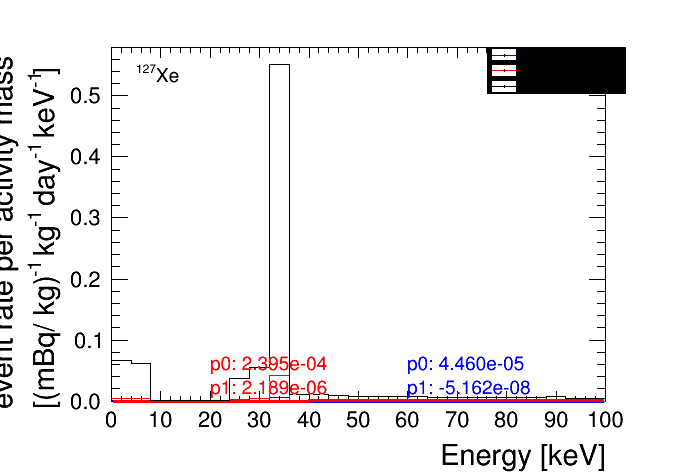 event rate per activity mass
[(mBq/ kg)⁻¹ kg⁻¹ day⁻¹ keV⁻¹]
¹²⁷Xe
0.5
0.4
0.3
0.2
0.1
0.0
p0: 2.395e-04
p1: 2.189e-06
p0: 4.460e-05
p1: -5.162e-08
0 10 20 30 40 50 60 70 80 90 100
Energy [keV]